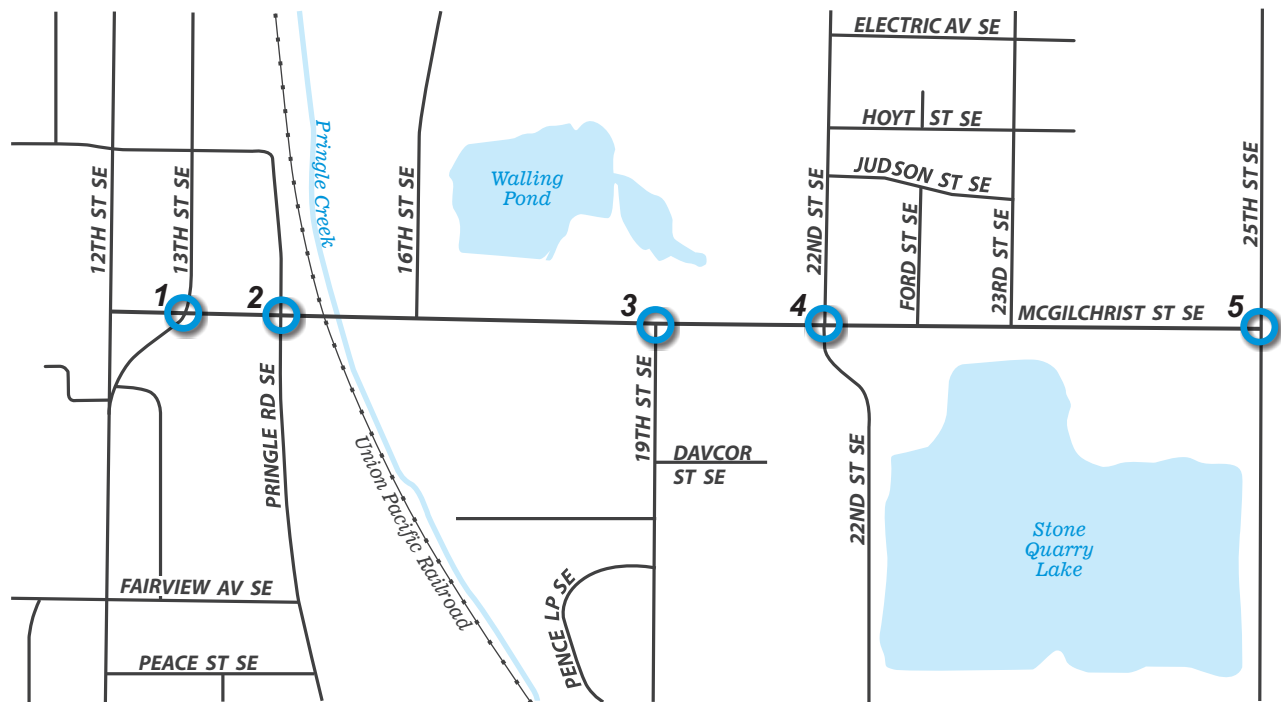 ELECTRIC AV SE
HOYT ST SE
JUDSON ST SE
12TH ST SE
13TH ST SE
Pringle Creek
16TH ST SE
Walling
Pond
22ND ST SE
FORD ST SE
23RD ST SE
25TH ST SE
1
2
3
4
5
MCGILCHRIST ST SE
PRINGLE RD SE
19TH ST SE
DAVCOR
ST SE
22ND ST SE
Union Pacific Railroad
Stone
Quarry
Lake
FAIRVIEW AV SE
PENCE LP SE
PEACE ST SE